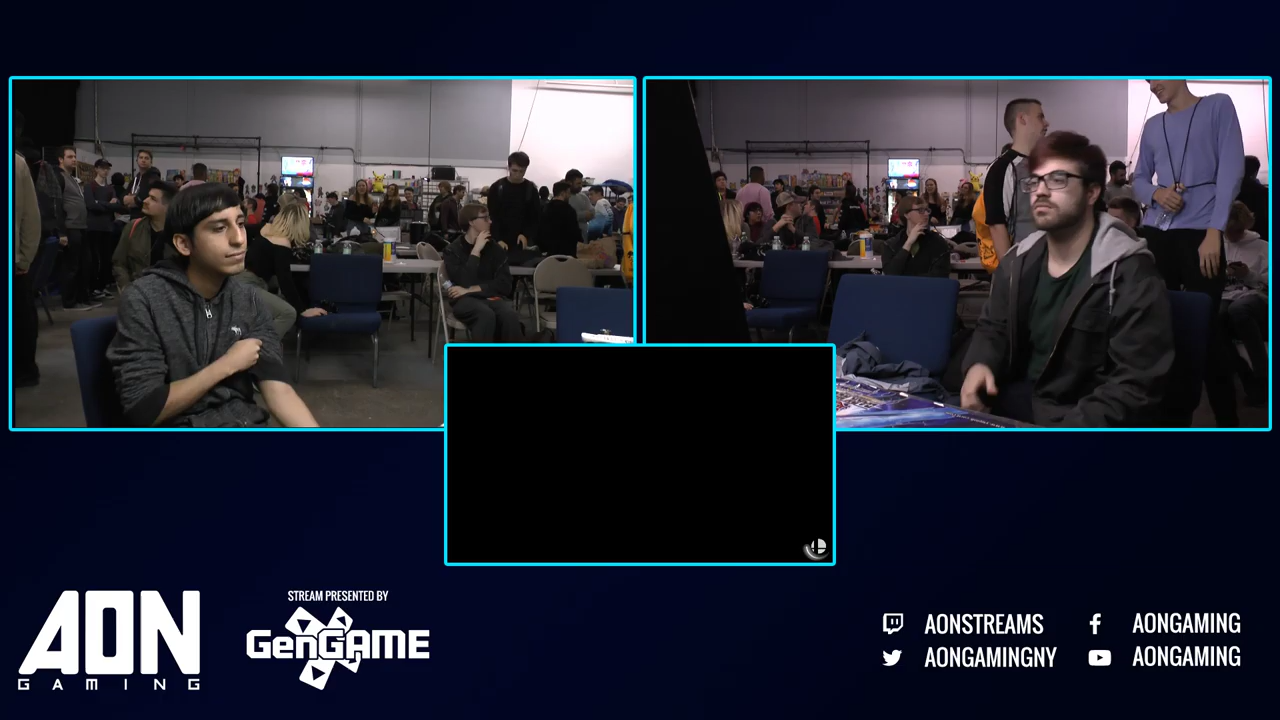 STREAM PRESENTED BY
AON
GAMING
GenGAME
AONSTREAMS
AONGAMING
AONGAMINGNY
AONGAMING